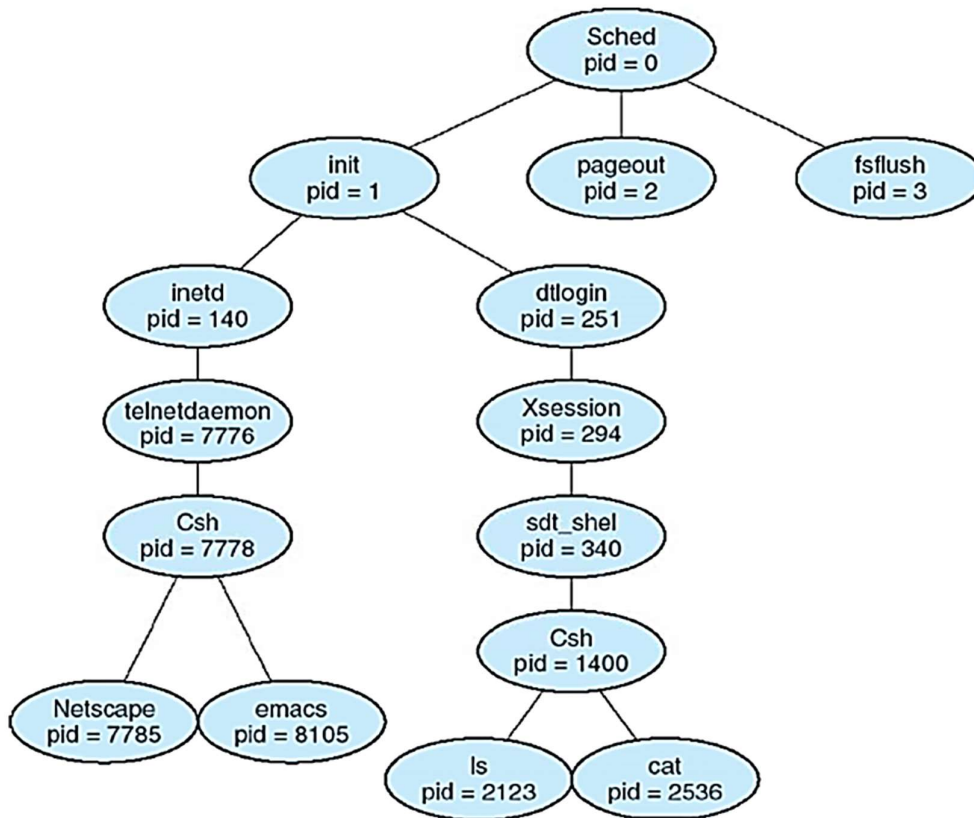 Sched
pid = 0
init
pid = 1
pageout
pid = 2
fsflush
pid = 3
inetd
pid = 140
dtlogin
pid = 251
telnetdaemon
pid = 7776
Xsession
pid = 294
Csh
pid = 7778
sdt_shel
pid = 340
Csh
pid = 1400
Netscape
pid = 7785
emacs
pid = 8105
ls
pid = 2123
cat
pid = 2536